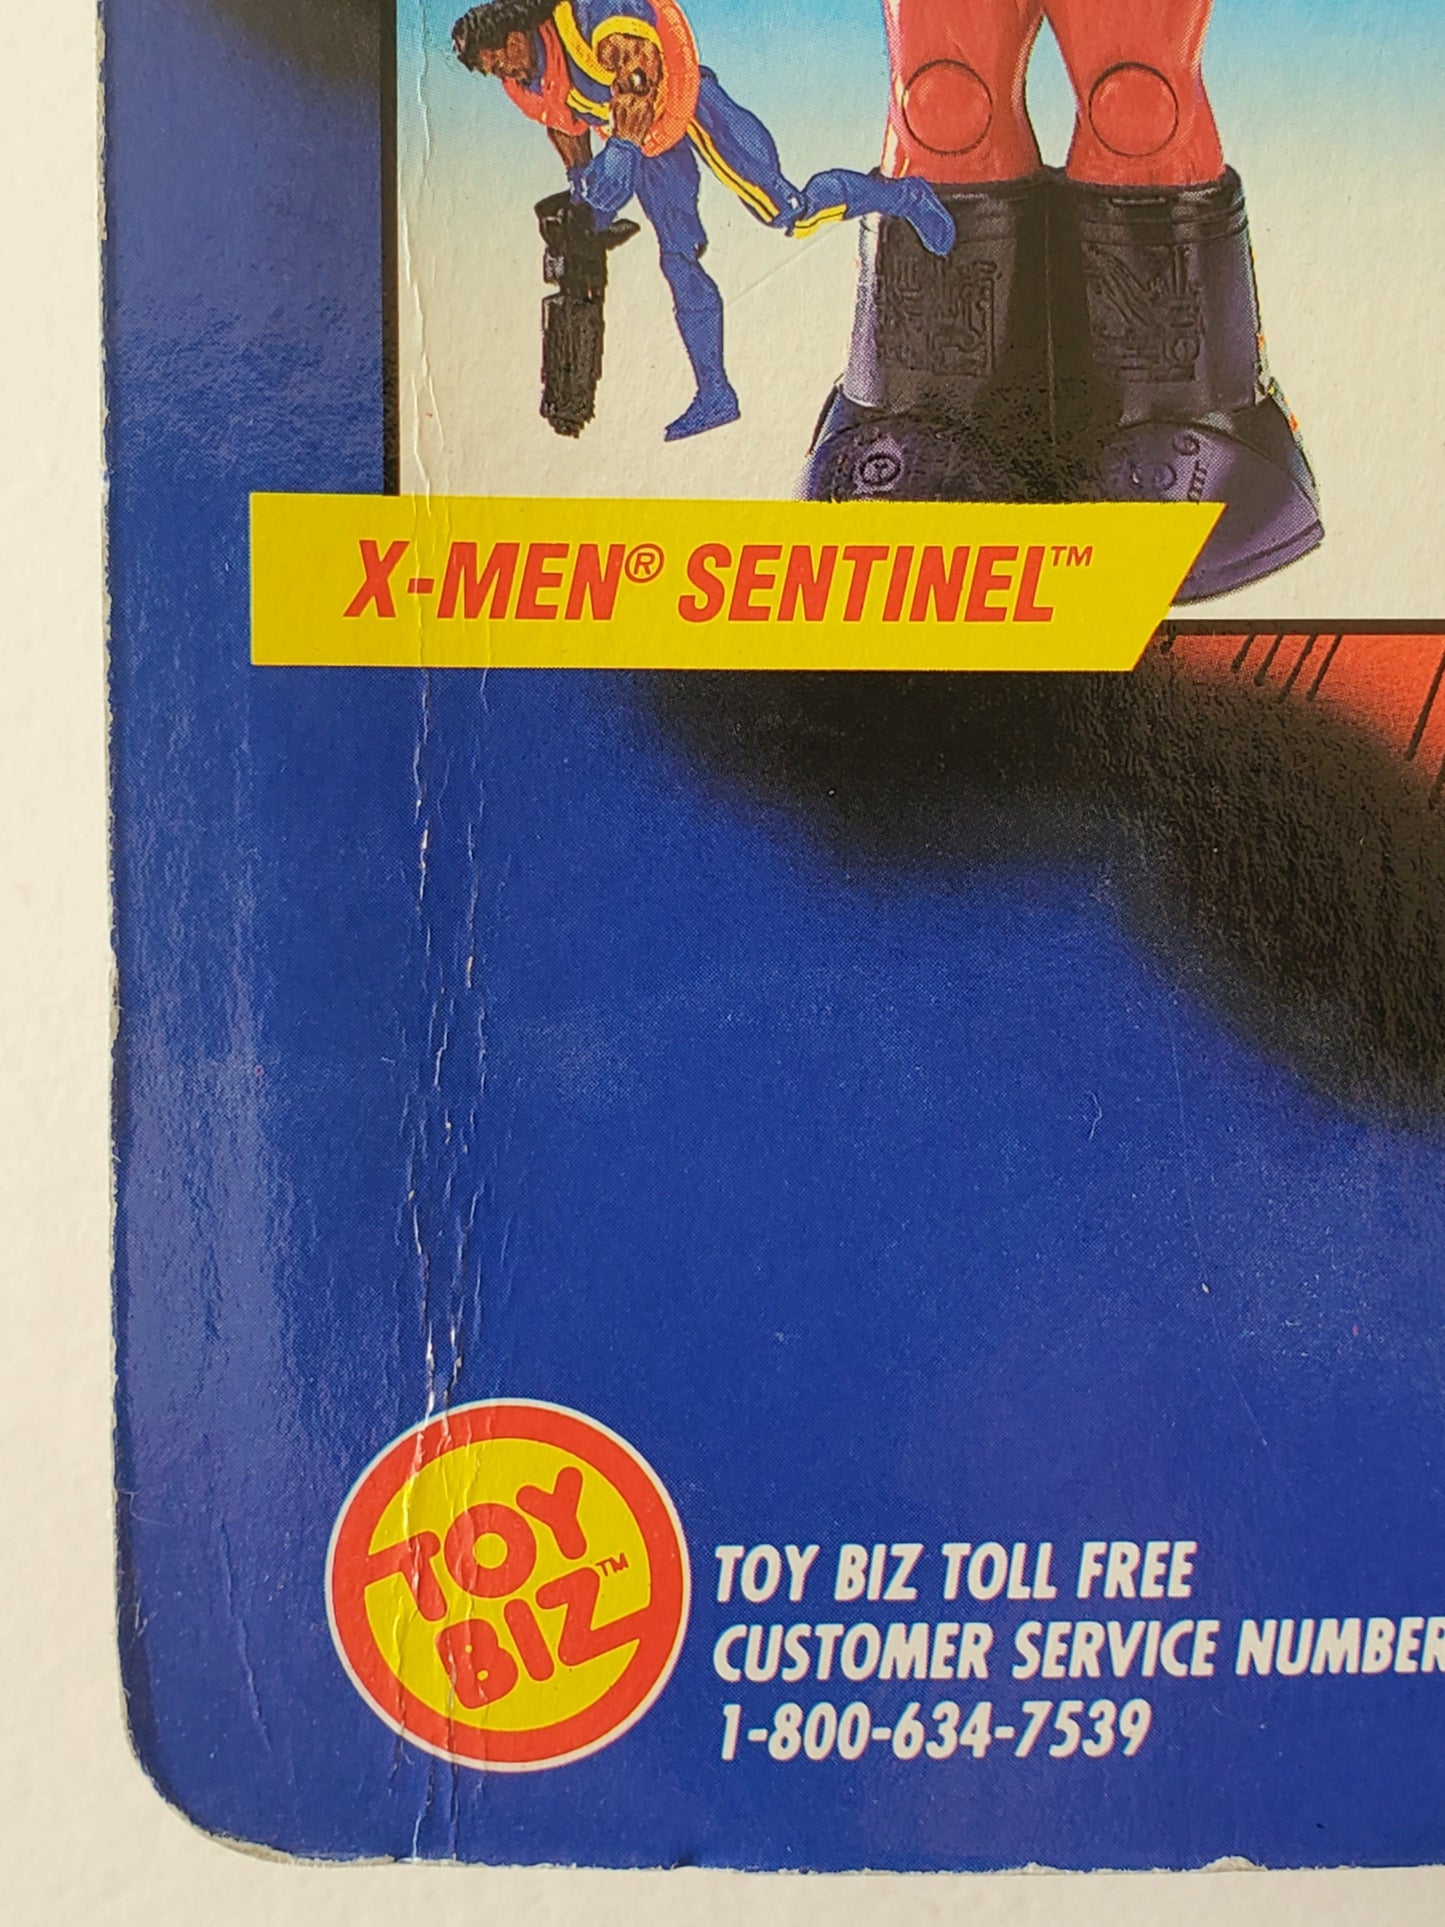 X-MEN® SENTINEL™
TOY
BIZ™
TOY BIZ TOLL FREE
CUSTOMER SERVICE NUMBER
1-800-634-7539